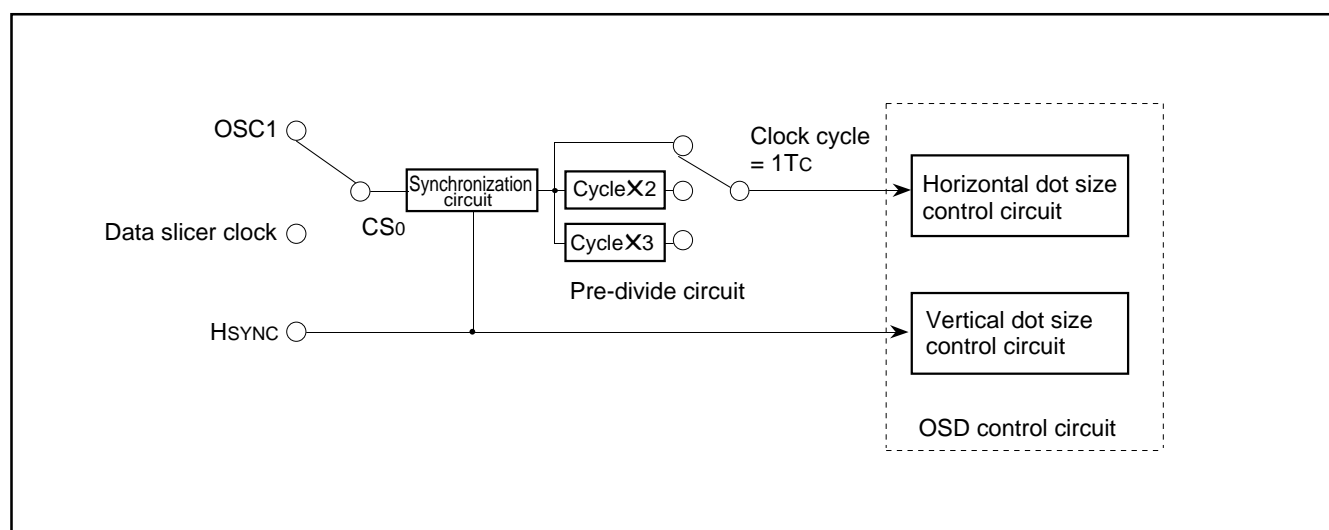 OSC1
Data slicer clock
HSYNC
CS0
Synchronization
circuit
Cycle×2
Cycle×3
Pre-divide circuit
Clock cycle
= 1TC
Horizontal dot size
control circuit
Vertical dot size
control circuit
OSD control circuit